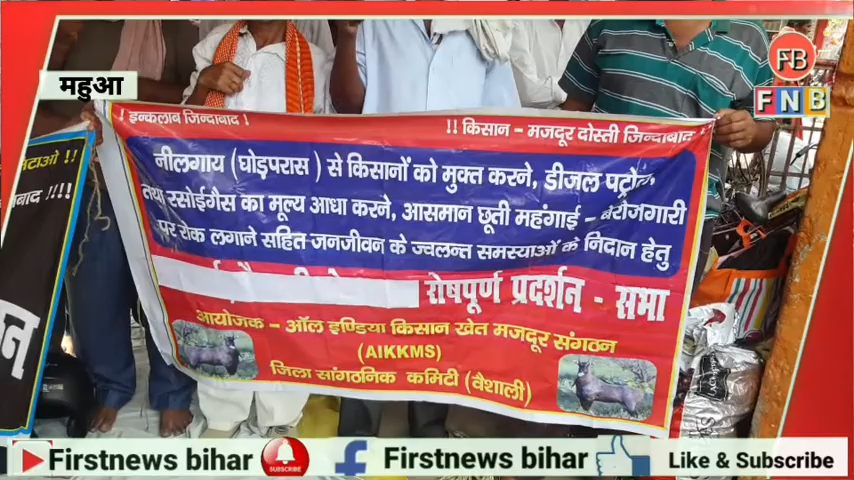 महुआ
FB
FNB
! इन्कलाब जिन्दाबाद !
!! किसान - मजदूर दोस्ती जिन्दाबाद
नीलगाय (घोड़परास) से किसानों को मुक्त करने, डीजल पट्रोल,
तथा रसोईगैस का मूल्य आधा करने, आसमान छूती महंगाई - बेरोजगारी
पर रोक लगाने सहित जनजीवन के ज्वलन्त समस्याओं के निदान हेतु
रोषपूर्ण प्रदर्शन - सभा
आयोजक - ऑल इण्डिया किसान खेत मजदूर संगठन
(AIKKMS)
जिला सांगठनिक कमिटी (वैशाली)
Firstnews bihar
SUBSCRIBE
Firstnews bihar
Like & Subscribe